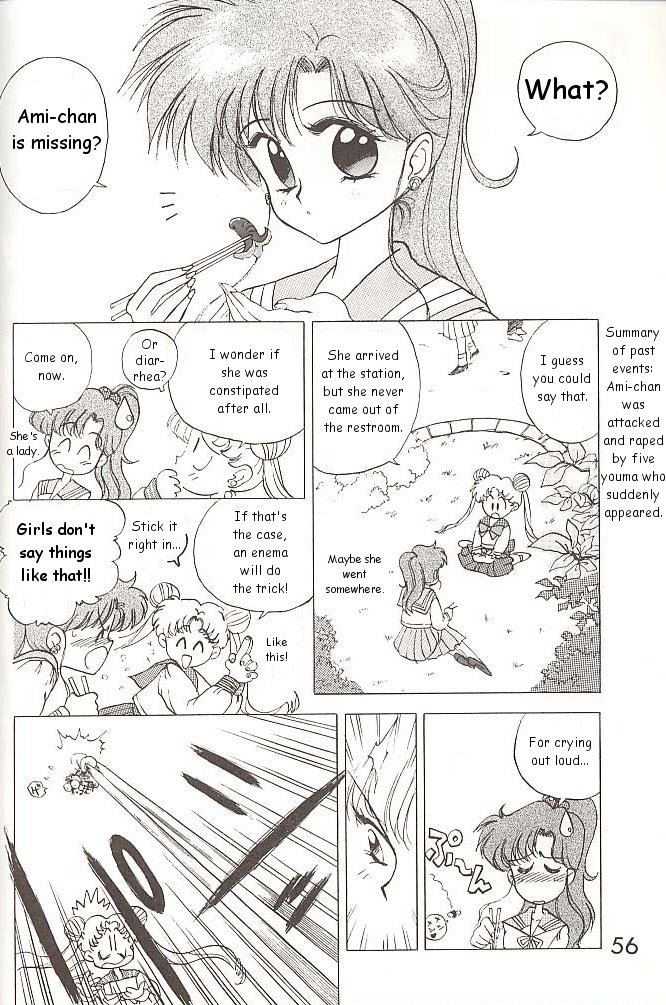 What?
Ami-chan
is missing?
Summary
of past
events:
Ami-chan
was
attacked
and raped
by five
youma who
suddenly
appeared.
I guess
you could
say that.
She arrived
at the station,
but she never
came out of
the restroom.
Maybe she
went
somewhere.
I wonder if
she was
constipated
after all.
Or
diar-
rhea?
Come on,
now.
She's
a lady.
If that's
the case,
an enema
will do
the trick!
Like
this!
Stick it
right in...
Girls don't
say things
like that!!
For crying
out loud...
ぷ〜ん
56